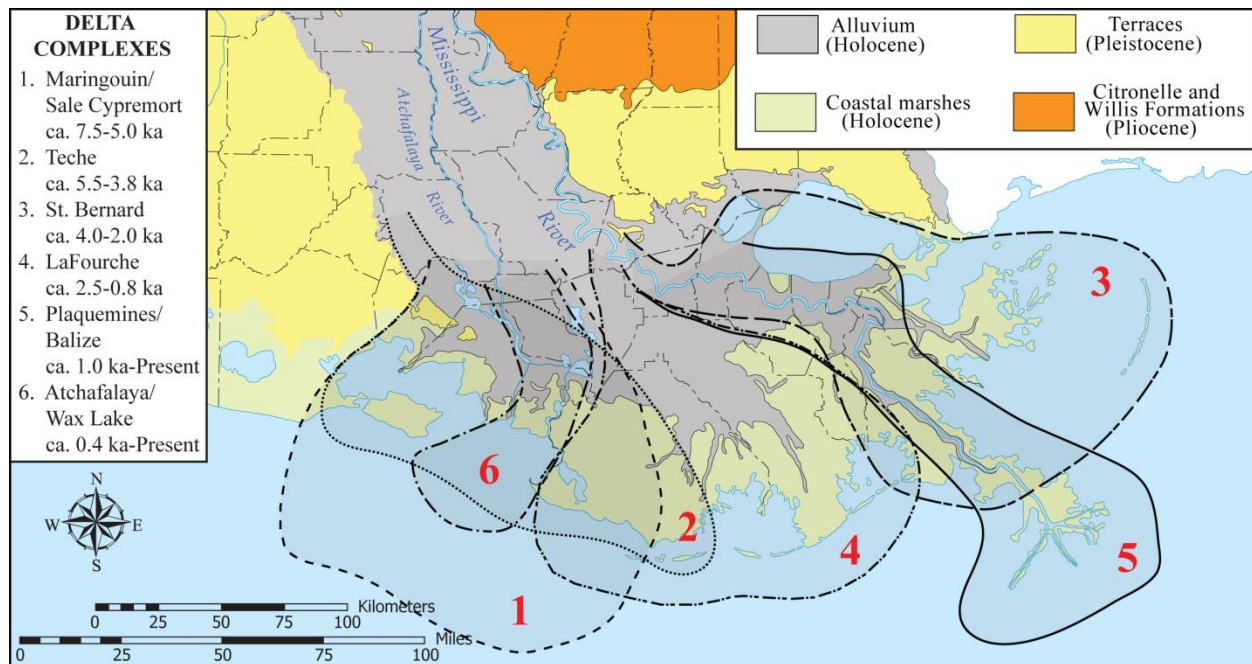 DELTA
COMPLEXES
1. Maringouin/
Sale Cypremort
ca. 7.5-5.0 ka
2. Teche
ca. 5.5-3.8 ka
3. St. Bernard
ca. 4.0-2.0 ka
4. LaFourche
ca. 2.5-0.8 ka
5. Plaquemines/
Balize
ca. 1.0 ka-Present
6. Atchafalaya/
Wax Lake
ca. 0.4 ka-Present
Alluvium
(Holocene)
Terraces
(Pleistocene)
Coastal marshes
(Holocene)
Citronelle and
Willis Formations
(Pliocene)
Mississippi
River
Atchafalaya
River
3
6
2
4
5
1
N
W E
S
Kilometers
0 25 50 75 100
Miles
0 25 50 75 100